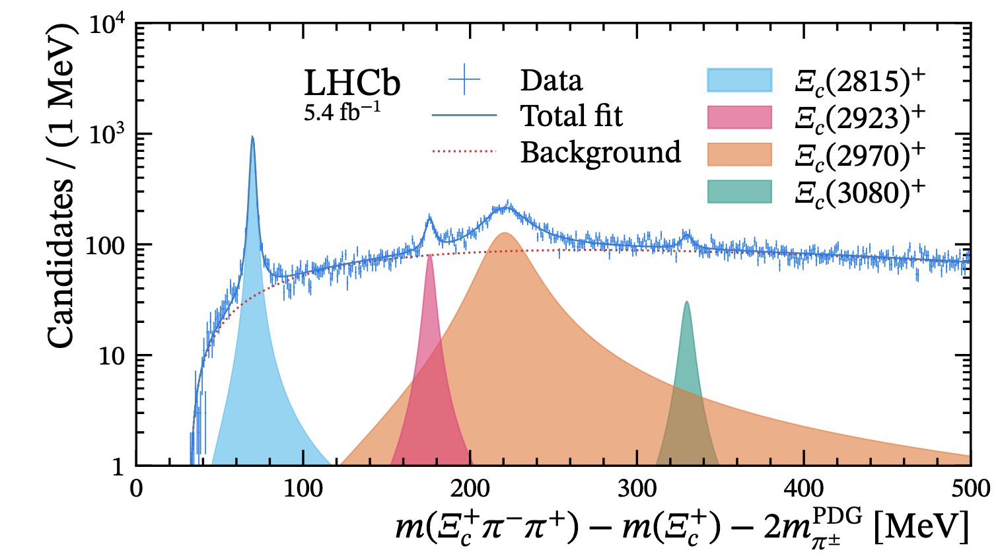 Candidates / (1 MeV)
10⁴
10³
100
10
1
LHCb
5.4 fb⁻¹
Data
Total fit
Background
Ξc(2815)⁺
Ξc(2923)⁺
Ξc(2970)⁺
Ξc(3080)⁺
0 100 200 300 400 500
m(Ξc⁺π⁻π⁺) − m(Ξc⁺) − 2mπ±PDG [MeV]